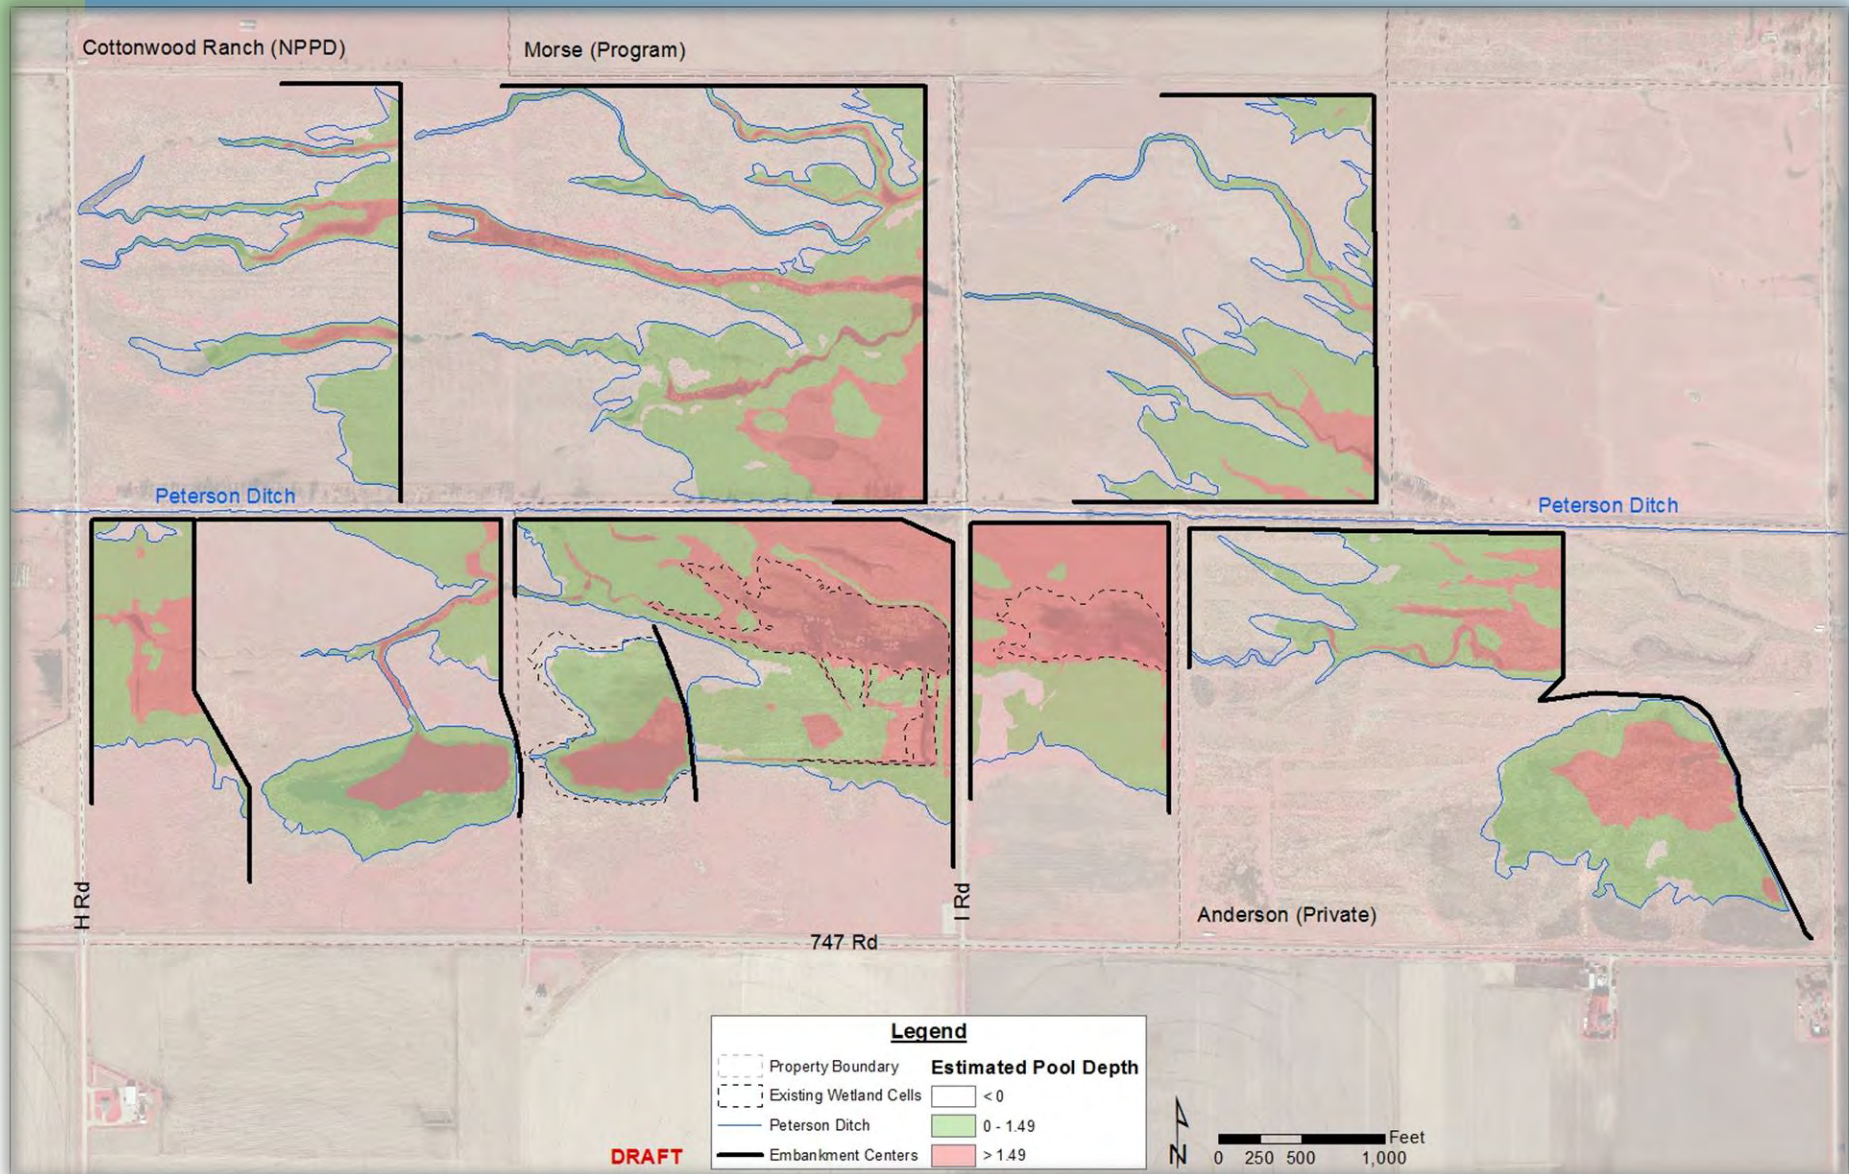 Cottonwood Ranch (NPPD)
Morse (Program)
Peterson Ditch
Peterson Ditch
H Rd
I Rd
Anderson (Private)
747 Rd
Legend
Property Boundary
Existing Wetland Cells
Peterson Ditch
Embankment Centers
Estimated Pool Depth
< 0
0 - 1.49
> 1.49
DRAFT
N
Feet
0 250 500 1,000